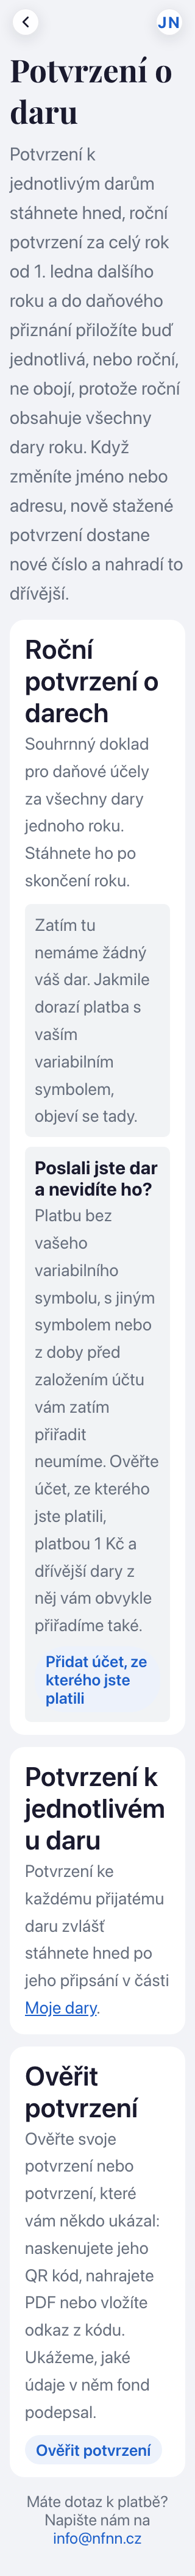 JN
Potvrzení o
daru
Potvrzení k
jednotlivým darům
stáhnete hned, roční
potvrzení za celý rok
od 1. ledna dalšího
roku a do daňového
přiznání přiložíte buď
jednotlivá, nebo roční,
ne obojí, protože roční
obsahuje všechny
dary roku. Když
změníte jméno nebo
adresu, nově stažené
potvrzení dostane
nové číslo a nahradí to
dřívější.
Roční
potvrzení o
darech
Souhrnný doklad
pro daňové účely
za všechny dary
jednoho roku.
Stáhnete ho po
skončení roku.
Zatím tu
nemáme žádný
váš dar. Jakmile
dorazí platba s
vaším
variabilním
symbolem,
objeví se tady.
Poslali jste dar
a nevidíte ho?
Platbu bez
vašeho
variabilního
symbolu, s jiným
symbolem nebo
z doby před
založením účtu
vám zatím
přiřadit
neumíme. Ověřte
účet, ze kterého
jste platili,
platbou 1 Kč a
dřívější dary z
něj vám obvykle
přiřadíme také.
Přidat účet, ze
kterého jste
platili
Potvrzení k
jednotlivém
u daru
Potvrzení ke
každému přijatému
daru zvlášť
stáhnete hned po
jeho připsání v části
Moje dary.
Ověřit
potvrzení
Ověřte svoje
potvrzení nebo
potvrzení, které
vám někdo ukázal:
naskenujete jeho
QR kód, nahrajete
PDF nebo vložíte
odkaz z kódu.
Ukážeme, jaké
údaje v něm fond
podepsal.
Ověřit potvrzení
Máte dotaz k platbě?
Napište nám na
info@nfnn.cz